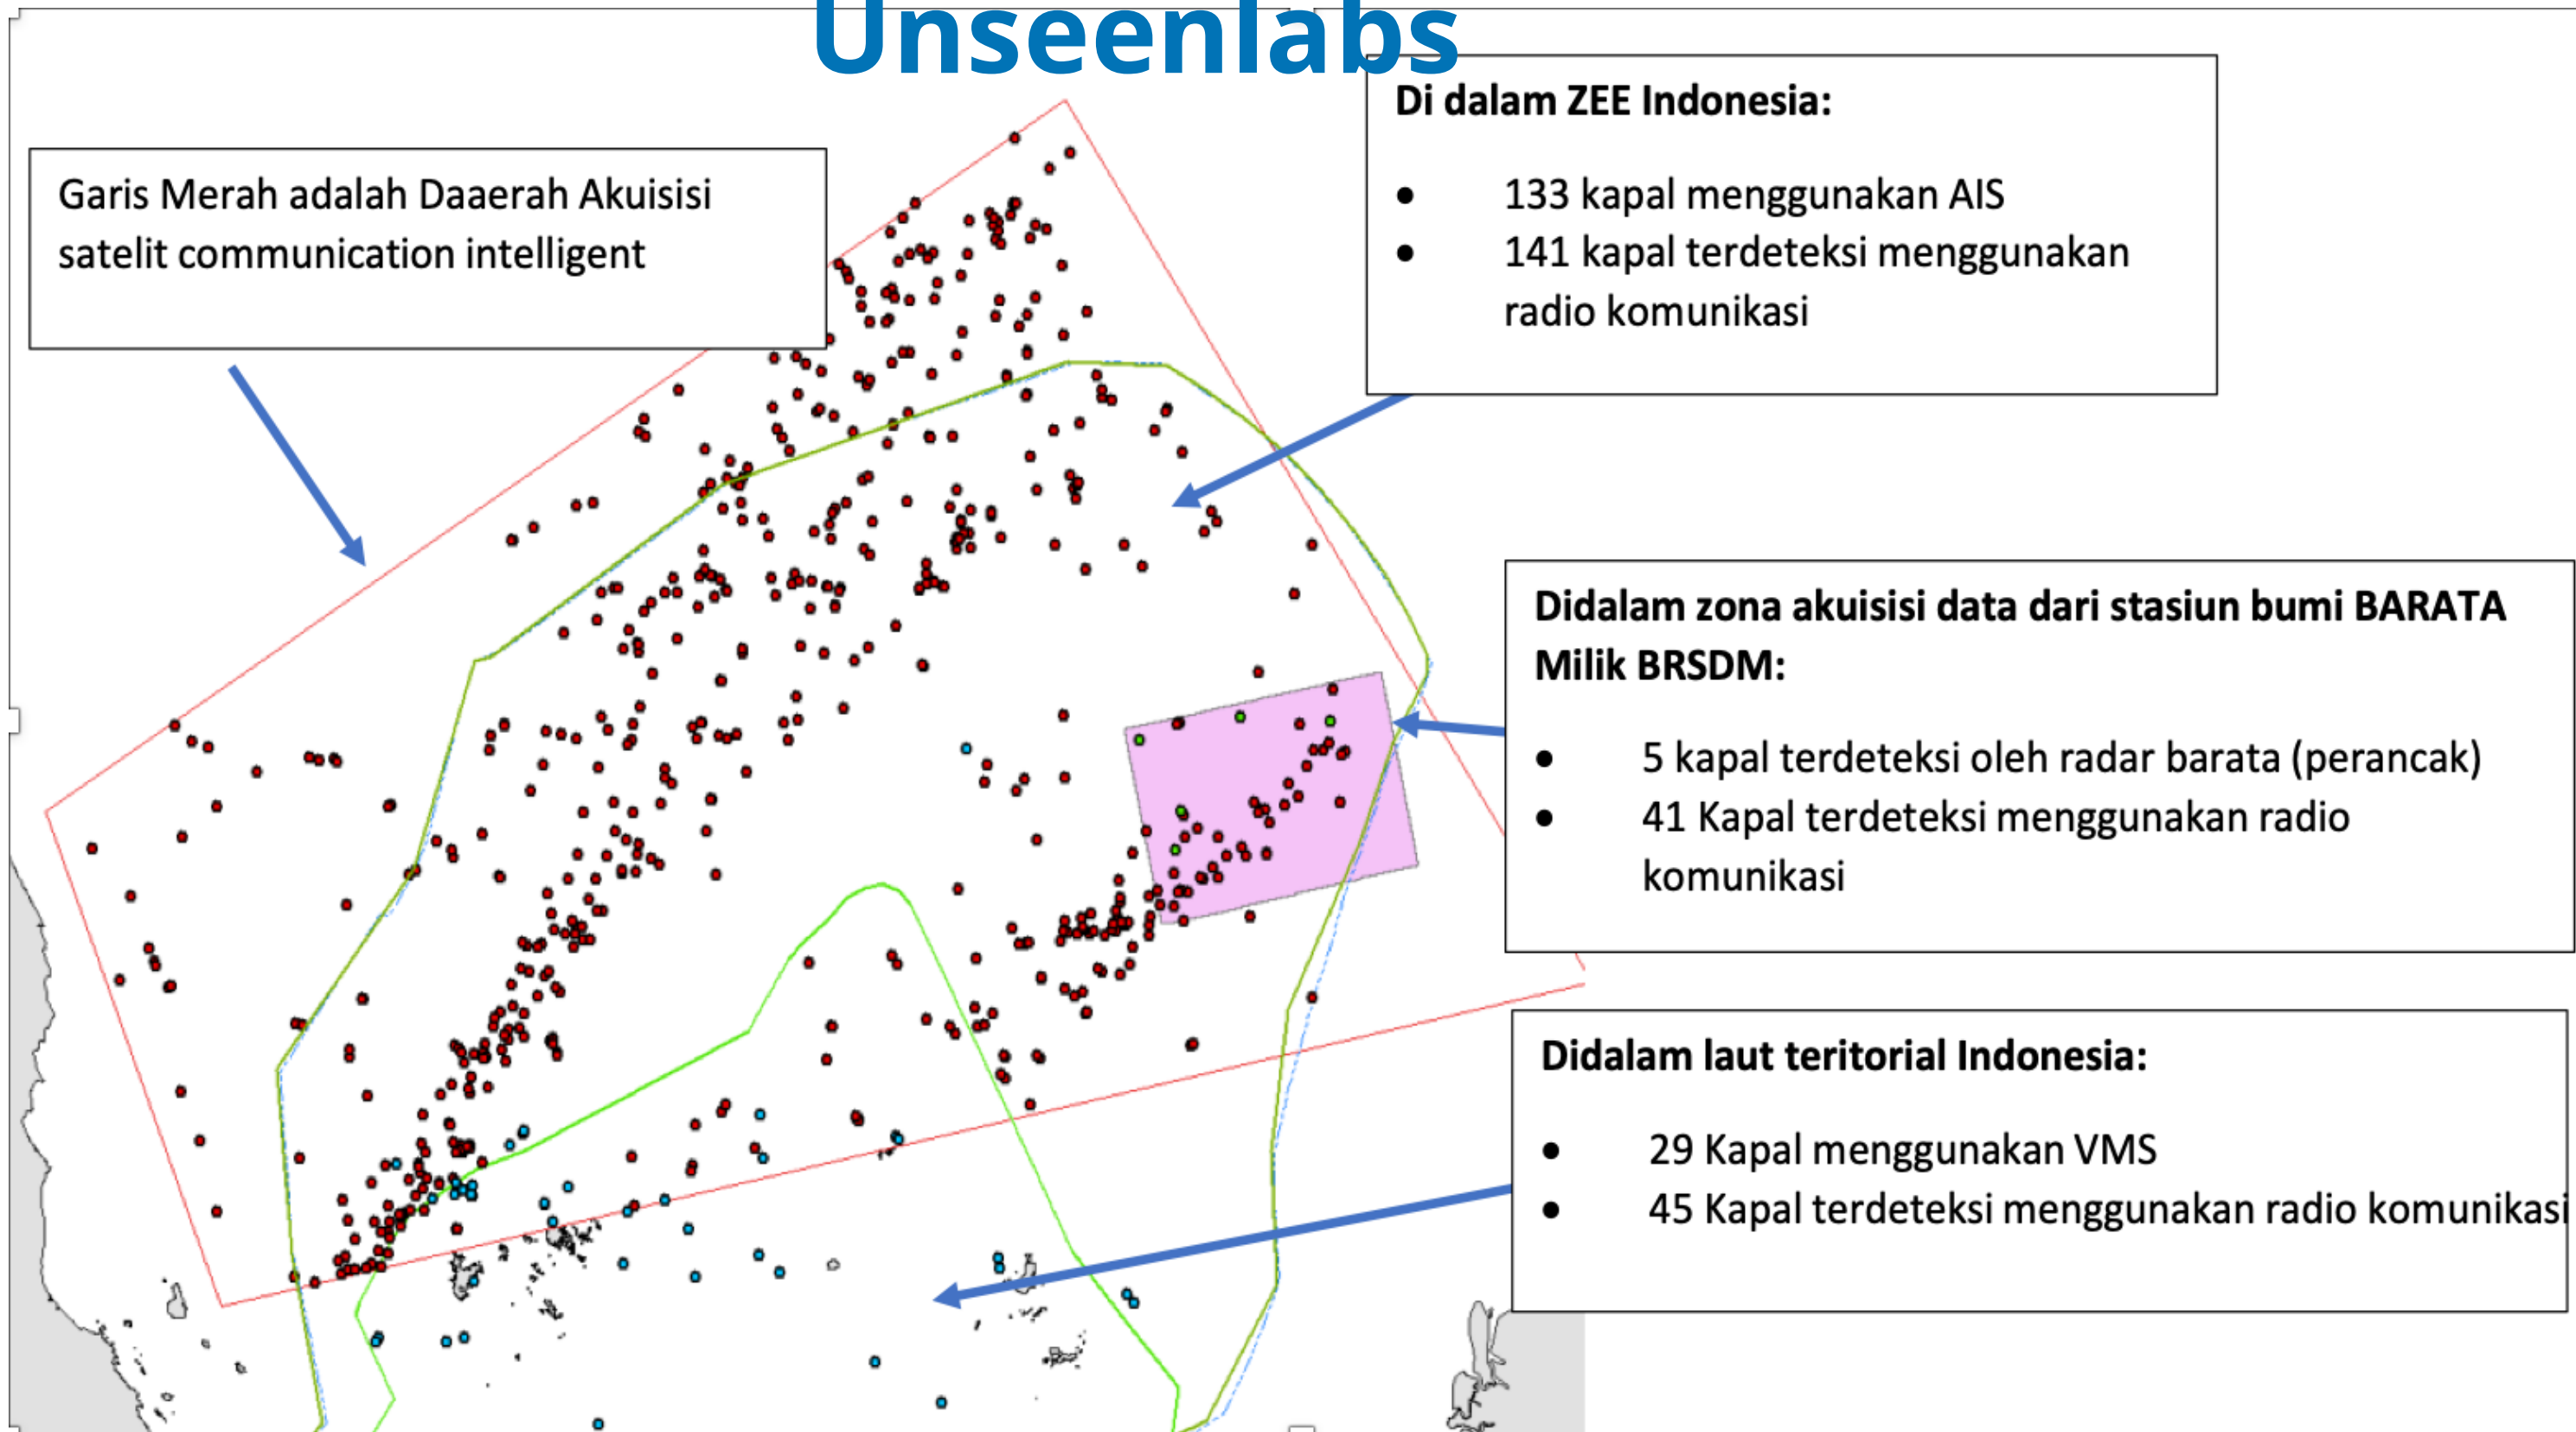 Unseenlabs
Garis Merah adalah Daaerah Akuisisi
satelit communication intelligent
Di dalam ZEE Indonesia:
• 133 kapal menggunakan AIS
• 141 kapal terdeteksi menggunakan
radio komunikasi
Didalam zona akuisisi data dari stasiun bumi BARATA
Milik BRSDM:
• 5 kapal terdeteksi oleh radar barata (perancak)
• 41 Kapal terdeteksi menggunakan radio
komunikasi
Didalam laut teritorial Indonesia:
• 29 Kapal menggunakan VMS
• 45 Kapal terdeteksi menggunakan radio komunikasi